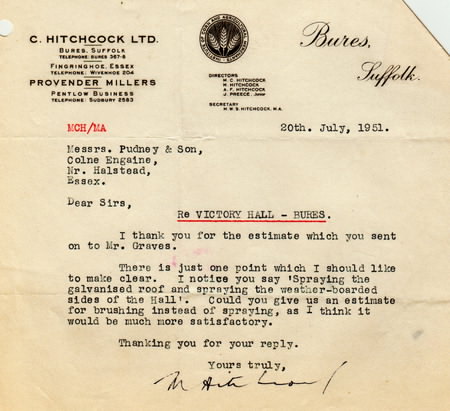 C. HITCHCOCK LTD.
BURES, SUFFOLK
TELEPHONE: BURES 367-8
FINGRINGHOE, ESSEX
TELEPHONE: WIVENHOE 204
PROVENDER MILLERS
PENTLOW BUSINESS
TELEPHONE: SUDBURY 2583
DIRECTORS
M. C. HITCHCOCK
H. HITCHCOCK
A. F. HITCHCOCK
J. PREECE, Junior
SECRETARY
H.W.S. HITCHCOCK, M.A.
Bures,
Suffolk.
MCH/MA
20th. July, 1951.
Messrs. Pudney & Son,
Colne Engaine,
Nr. Halstead,
Essex.
Dear Sirs,
Re VICTORY HALL - BURES.
I thank you for the estimate which you sent
on to Mr. Graves.
There is just one point which I should like
to make clear. I notice you say 'Spraying the
galvanised roof and spraying the weather-boarded
sides of the Hall'. Could you give us an estimate
for brushing instead of spraying, as I think it
would be much more satisfactory.
Thanking you for your reply.
Yours truly,
M Hitchcock